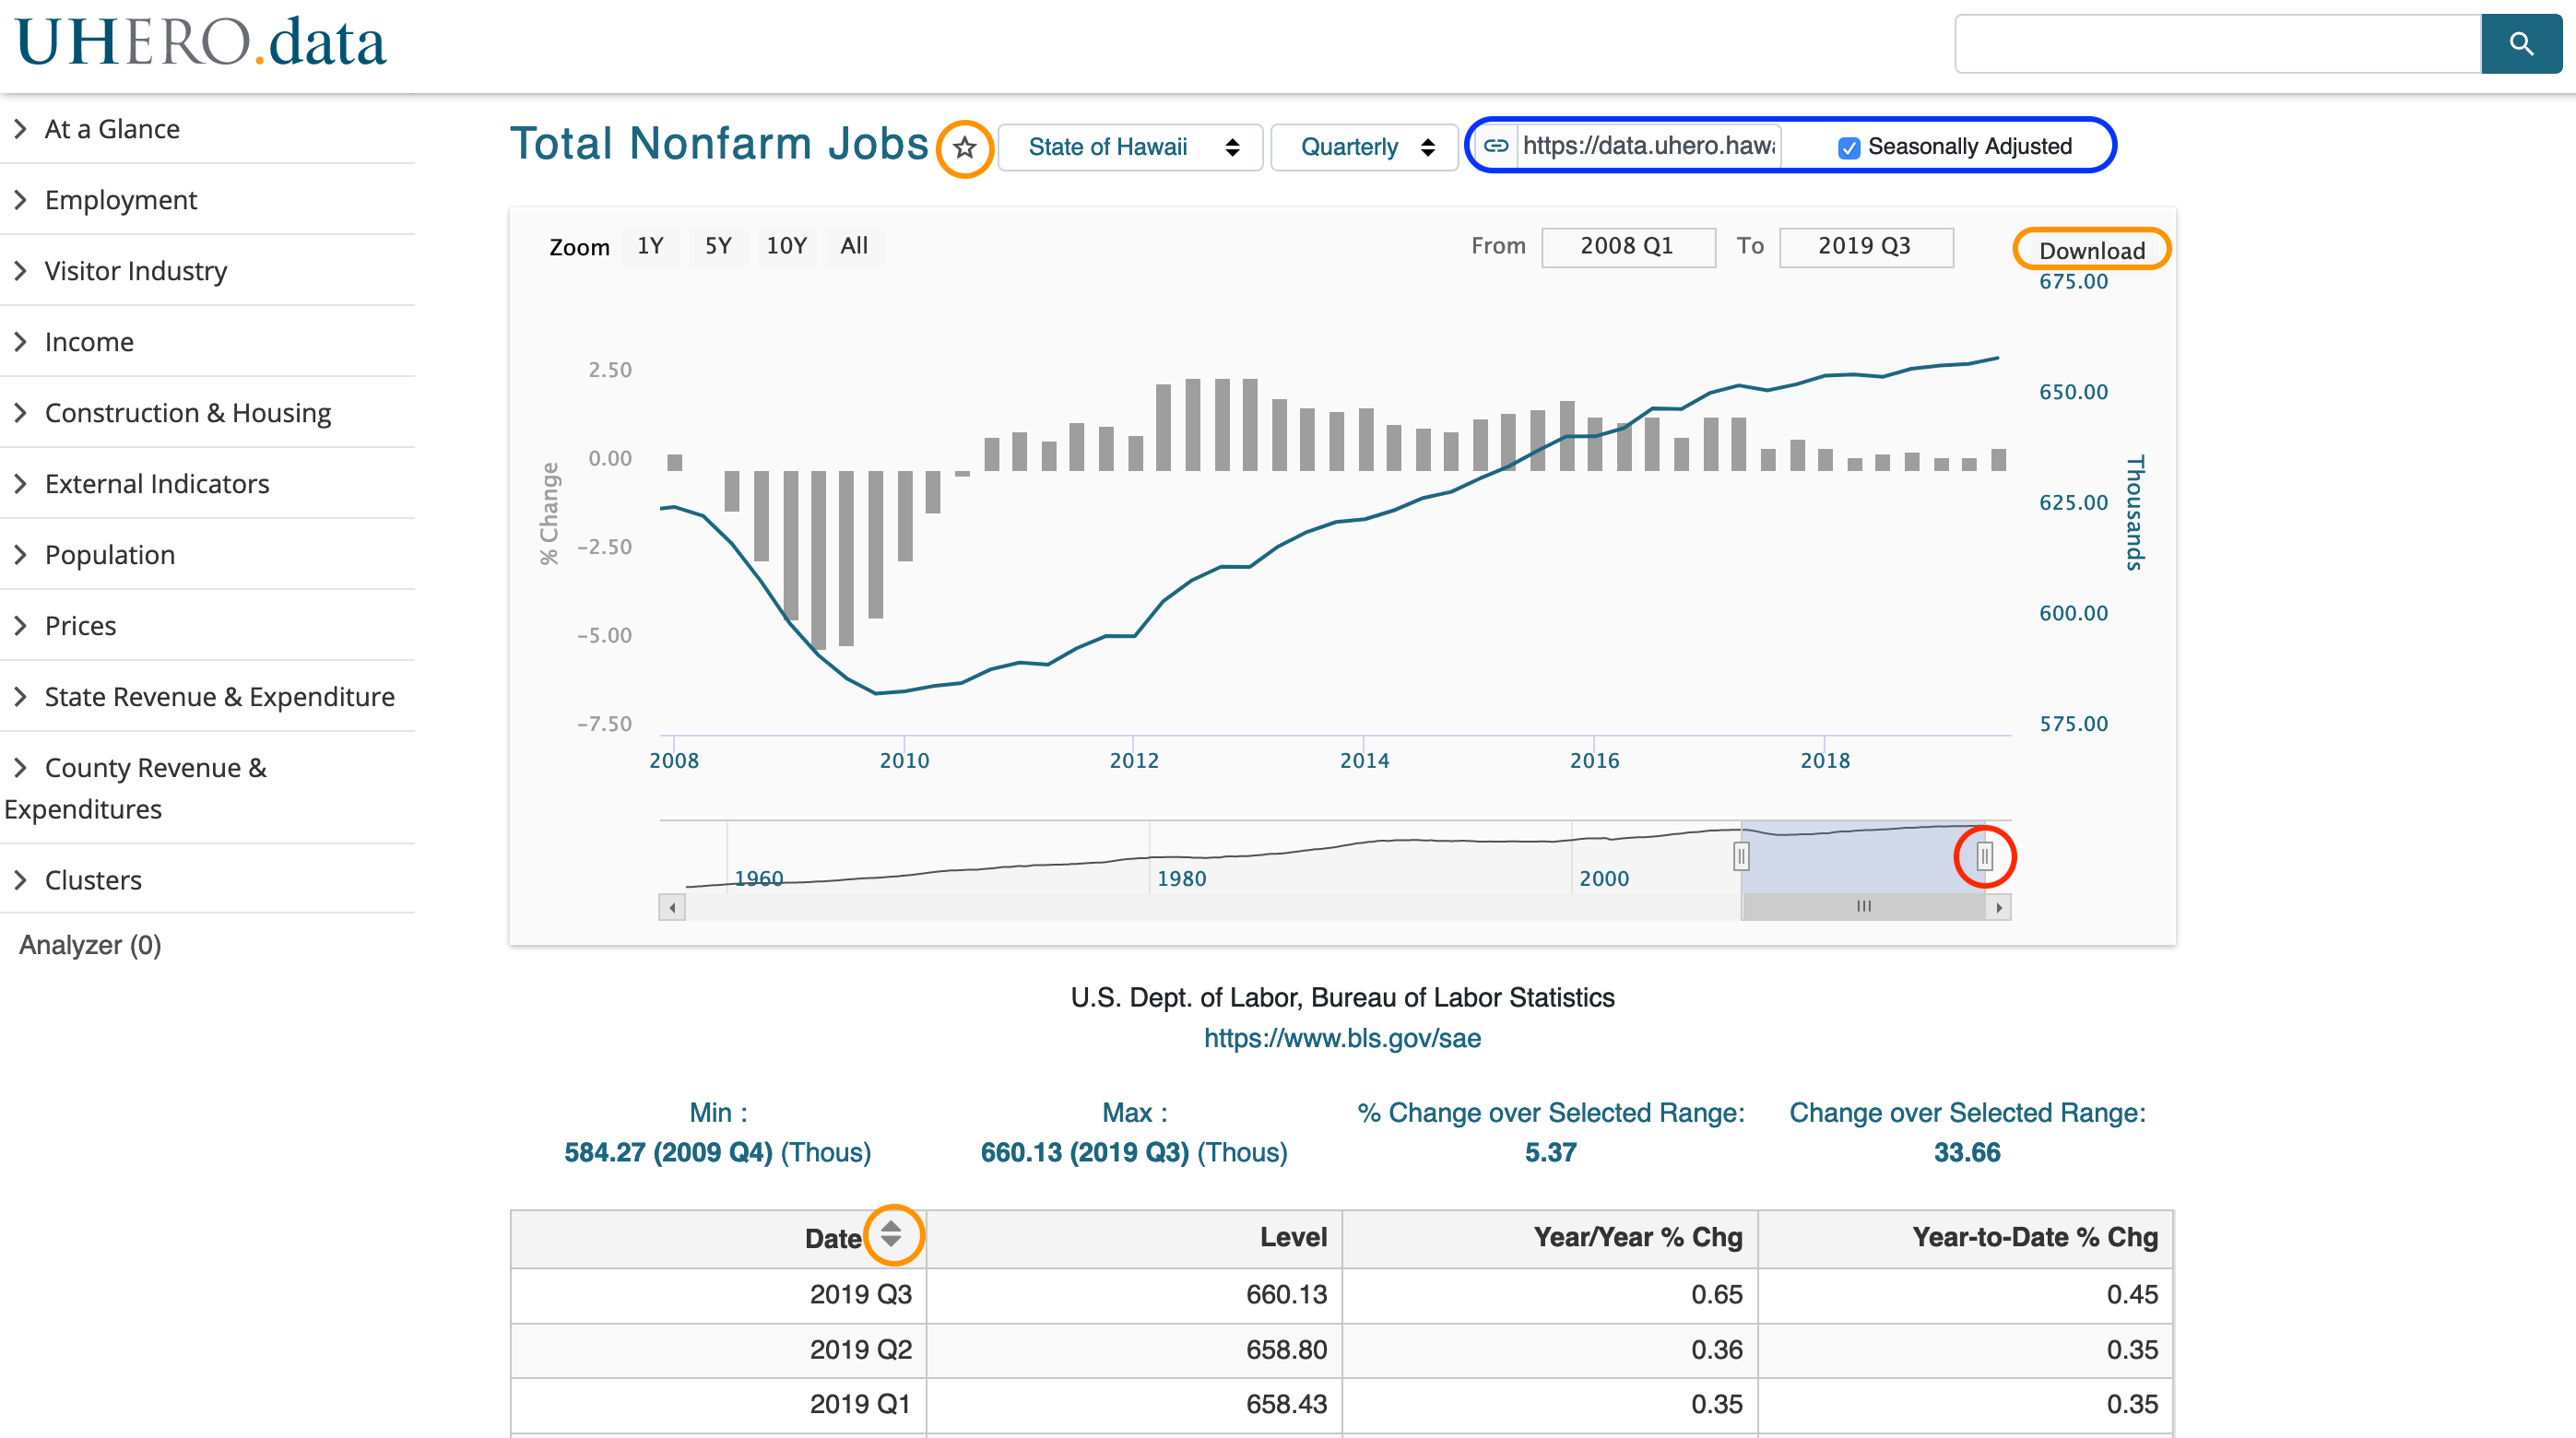 UHERO.data
At a Glance
Employment
Visitor Industry
Income
Construction & Housing
External Indicators
Population
Prices
State Revenue & Expenditure
County Revenue &
Expenditures
Clusters
Analyzer (0)
Total Nonfarm Jobs State of Hawaii Quarterly https://data.uhero.hawa Seasonally Adjusted
Zoom 1Y 5Y 10Y All From 2008 Q1 To 2019 Q3 Download
675.00
2.50
650.00
0.00
625.00
−2.50
600.00
−5.00
575.00
−7.50
% Change
Thousands
2008 2010 2012 2014 2016 2018
1960 1980 2000
U.S. Dept. of Labor, Bureau of Labor Statistics
https://www.bls.gov/sae
Min : Max : % Change over Selected Range: Change over Selected Range:
584.27 (2009 Q4) (Thous) 660.13 (2019 Q3) (Thous) 5.37 33.66
Date Level Year/Year % Chg Year-to-Date % Chg
2019 Q3 660.13 0.65 0.45
2019 Q2 658.80 0.36 0.35
2019 Q1 658.43 0.35 0.35